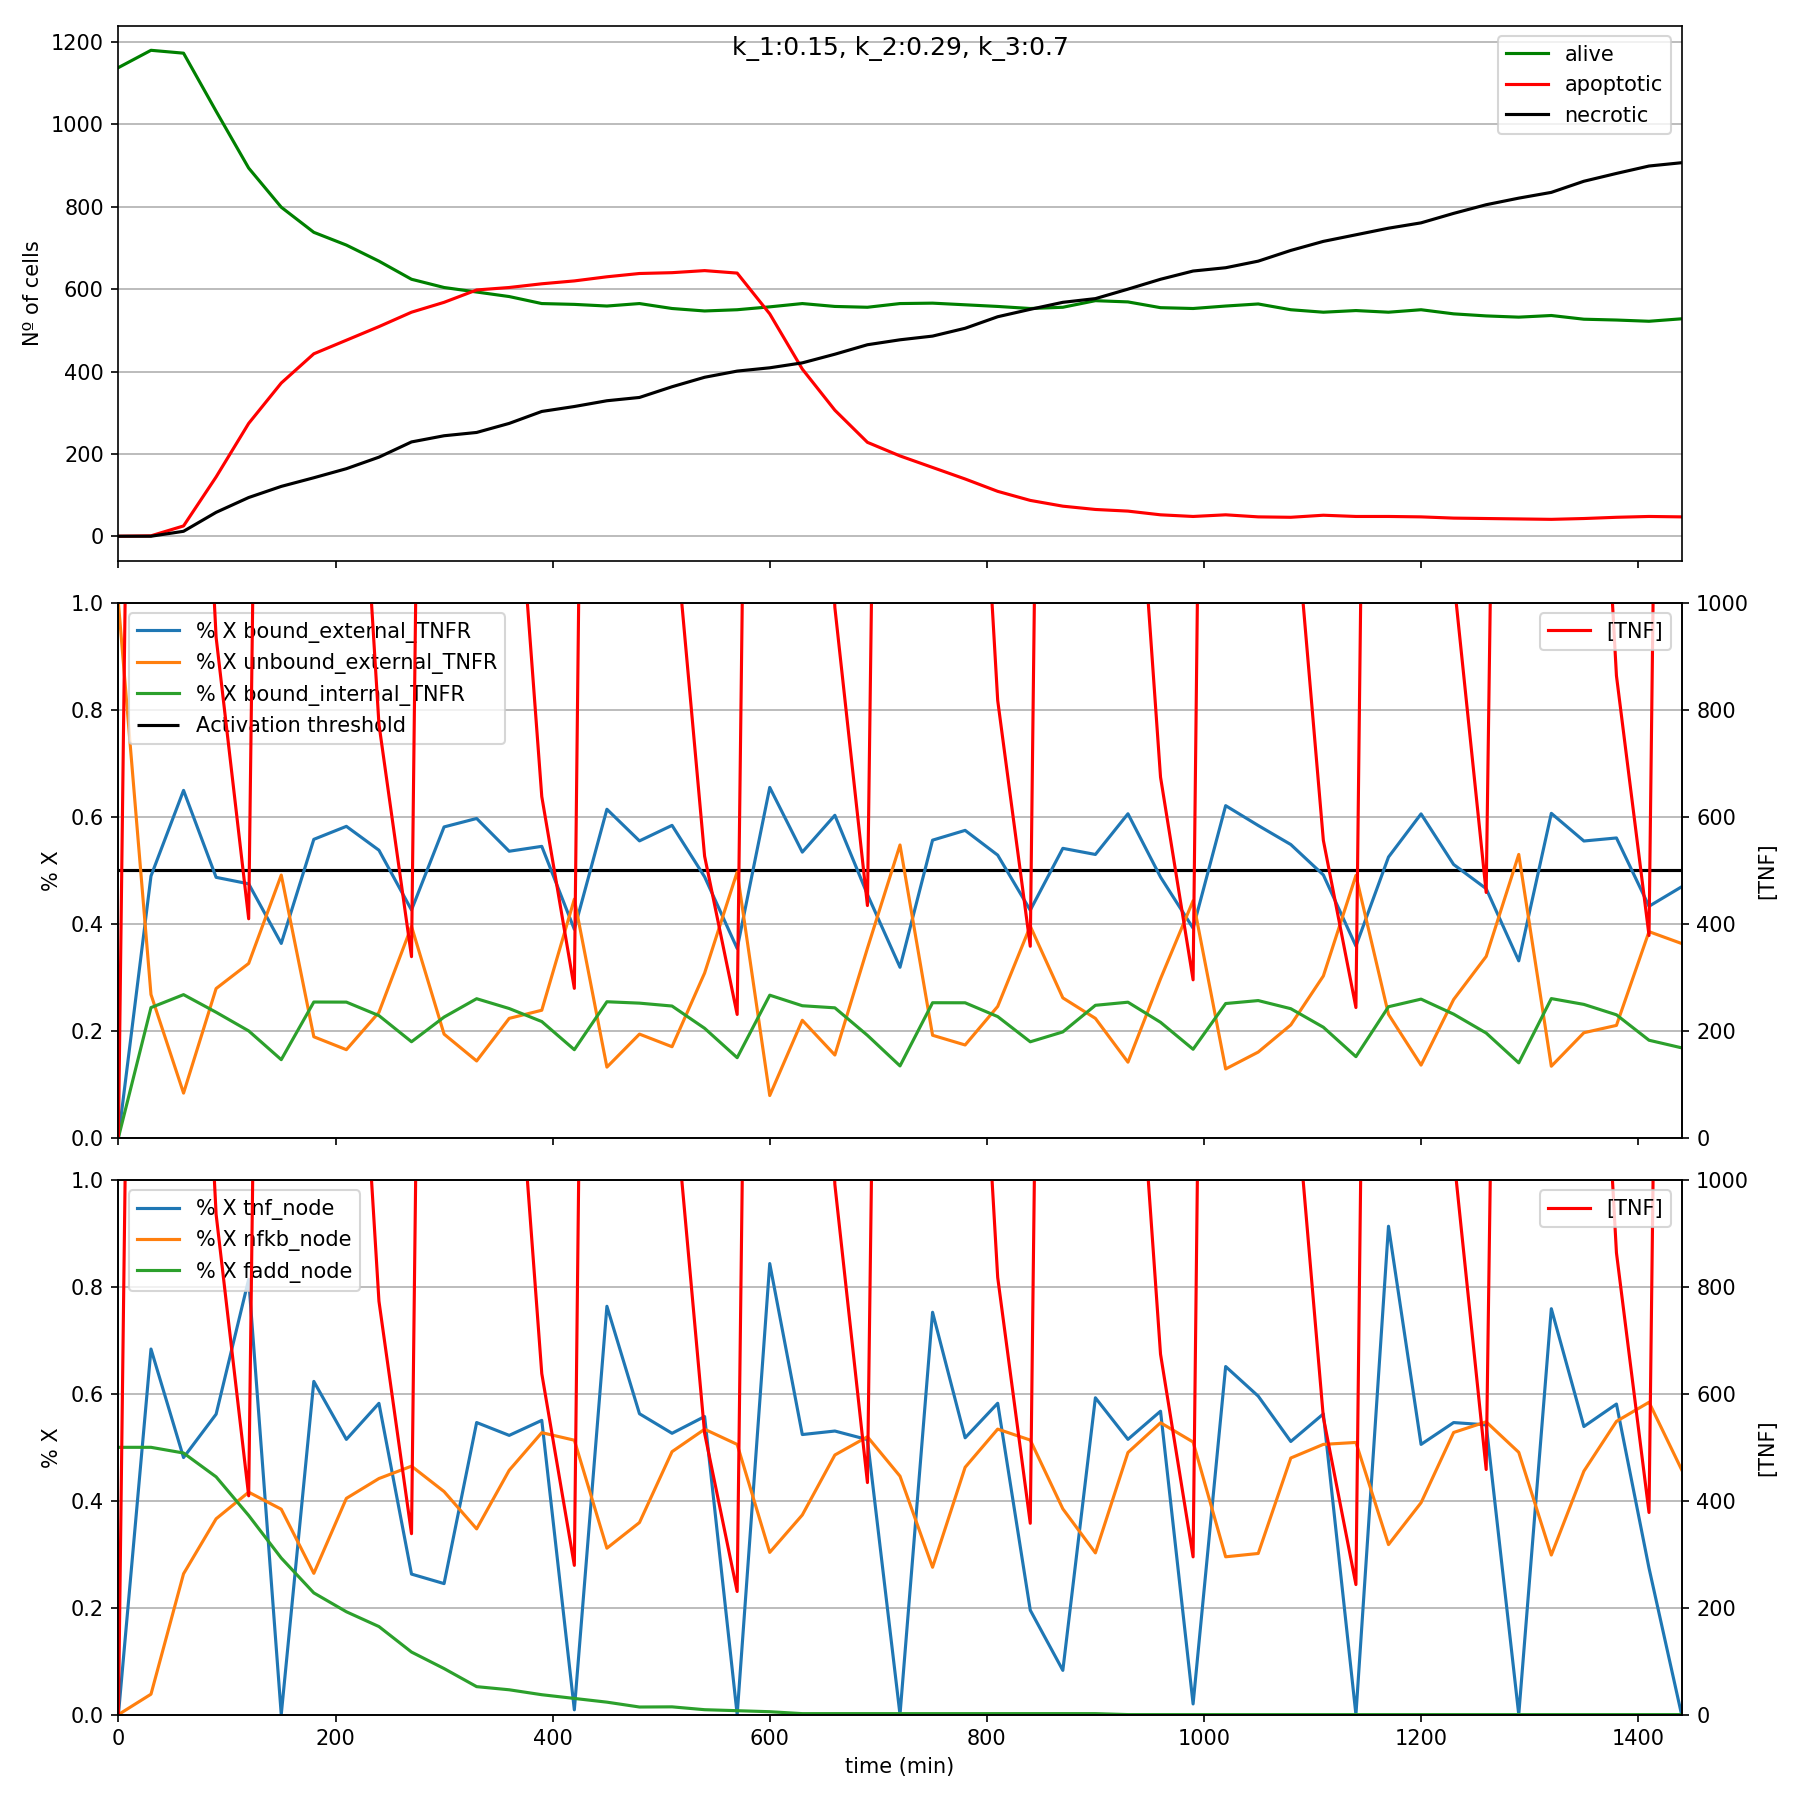 k_1:0.15, k_2:0.29, k_3:0.7
1200
1000
800
600
400
200
0
Nº of cells
alive
apoptotic
necrotic
1.0
0.8
0.6
0.4
0.2
0.0
% X
% X bound_external_TNFR
% X unbound_external_TNFR
% X bound_internal_TNFR
Activation threshold
[TNF]
1000
800
600
400
200
0
[TNF]
1.0
0.8
0.6
0.4
0.2
0.0
% X
% X tnf_node
% X nfkb_node
% X fadd_node
[TNF]
1000
800
600
400
200
0
[TNF]
0 200 400 600 800 1000 1200 1400
time (min)